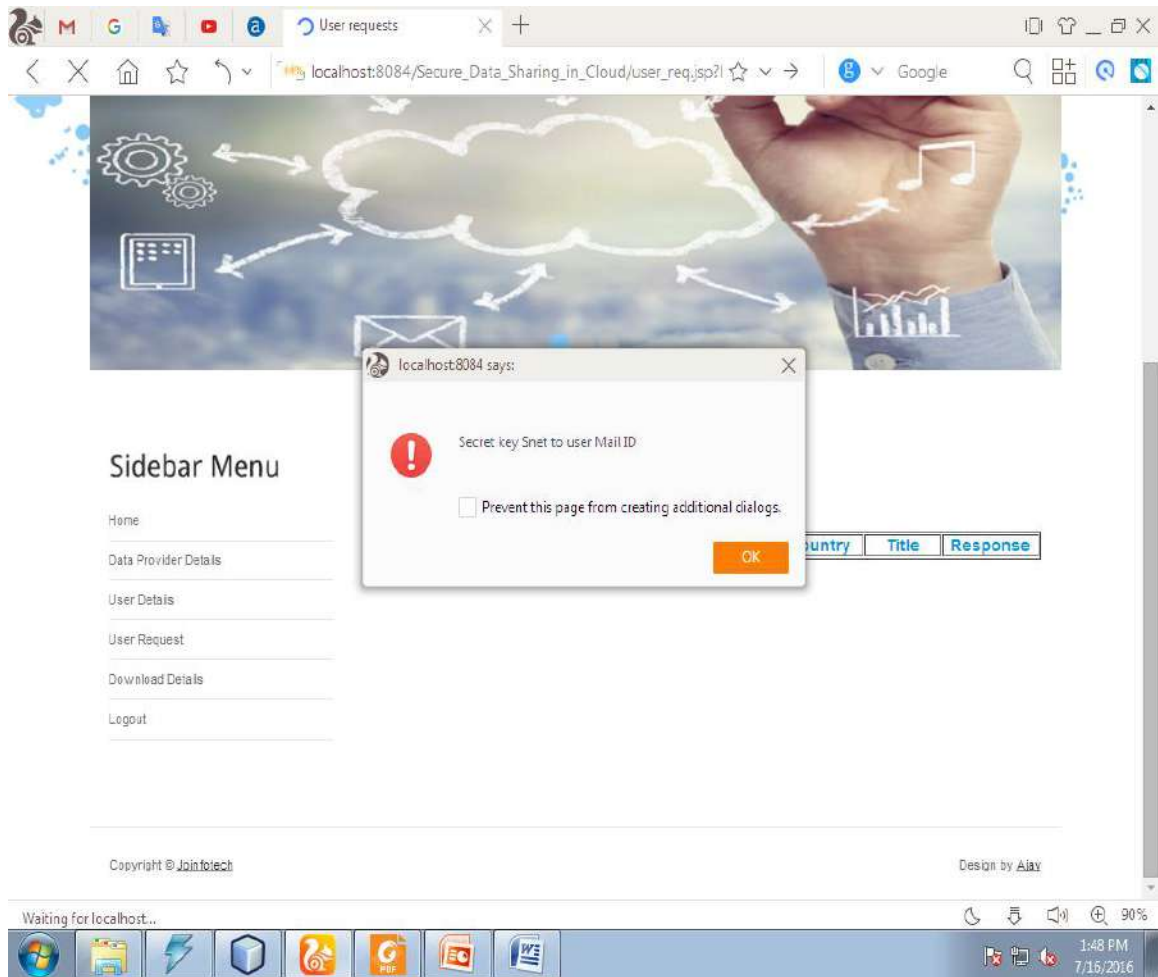 User requests
localhost:8084/Secure_Data_Sharing_in_Cloud/user_req.jsp?l
Google
localhost:8084 says:
Secret key Snet to user Mail ID
Prevent this page from creating additional dialogs.
OK
Sidebar Menu
Home
Data Provider Details
User Details
User Request
Download Details
Logout
ountry Title Response
Copyright © Joinfotech
Design by Ajay
Waiting for localhost...
90%
1:48 PM
7/16/2016